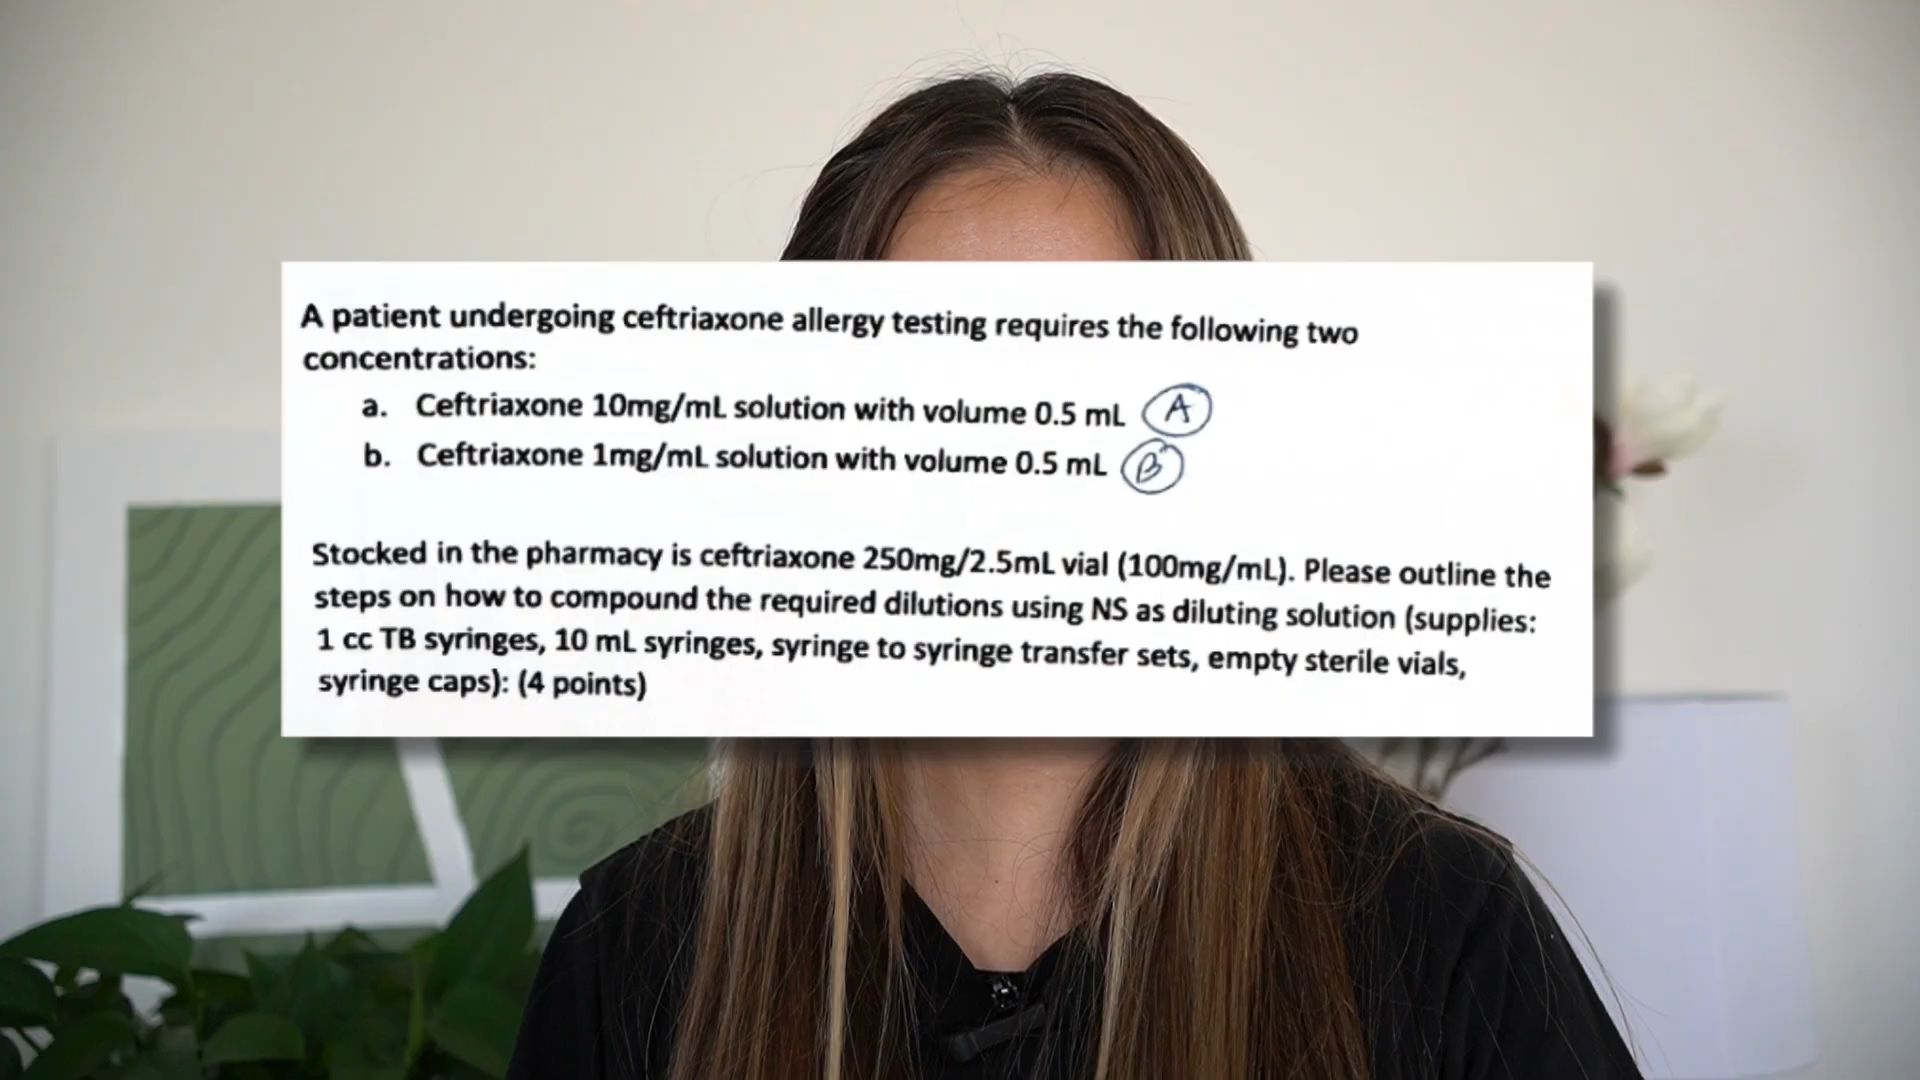 A patient undergoing ceftriaxone allergy testing requires the following two
concentrations:
a. Ceftriaxone 10mg/mL solution with volume 0.5 mL A
b. Ceftriaxone 1mg/mL solution with volume 0.5 mL B
Stocked in the pharmacy is ceftriaxone 250mg/2.5mL vial (100mg/mL). Please outline the
steps on how to compound the required dilutions using NS as diluting solution (supplies:
1 cc TB syringes, 10 mL syringes, syringe to syringe transfer sets, empty sterile vials,
syringe caps): (4 points)